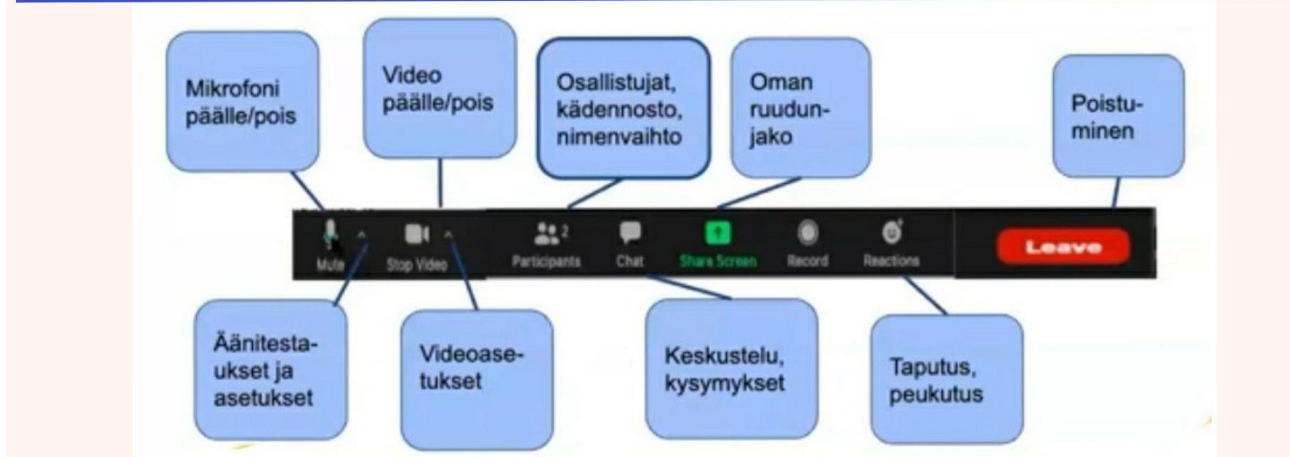 Mikrofoni
päälle/pois
Video
päälle/pois
Osallistujat,
kädennosto,
nimenvaihto
Oman
ruudun-
jako
Poistu-
minen
Mute
Stop Video
2
Participants
Chat
Share Screen
Record
Reactions
Leave
Äänitesta-
ukset ja
asetukset
Videoase-
tukset
Keskustelu,
kysymykset
Taputus,
peukutus